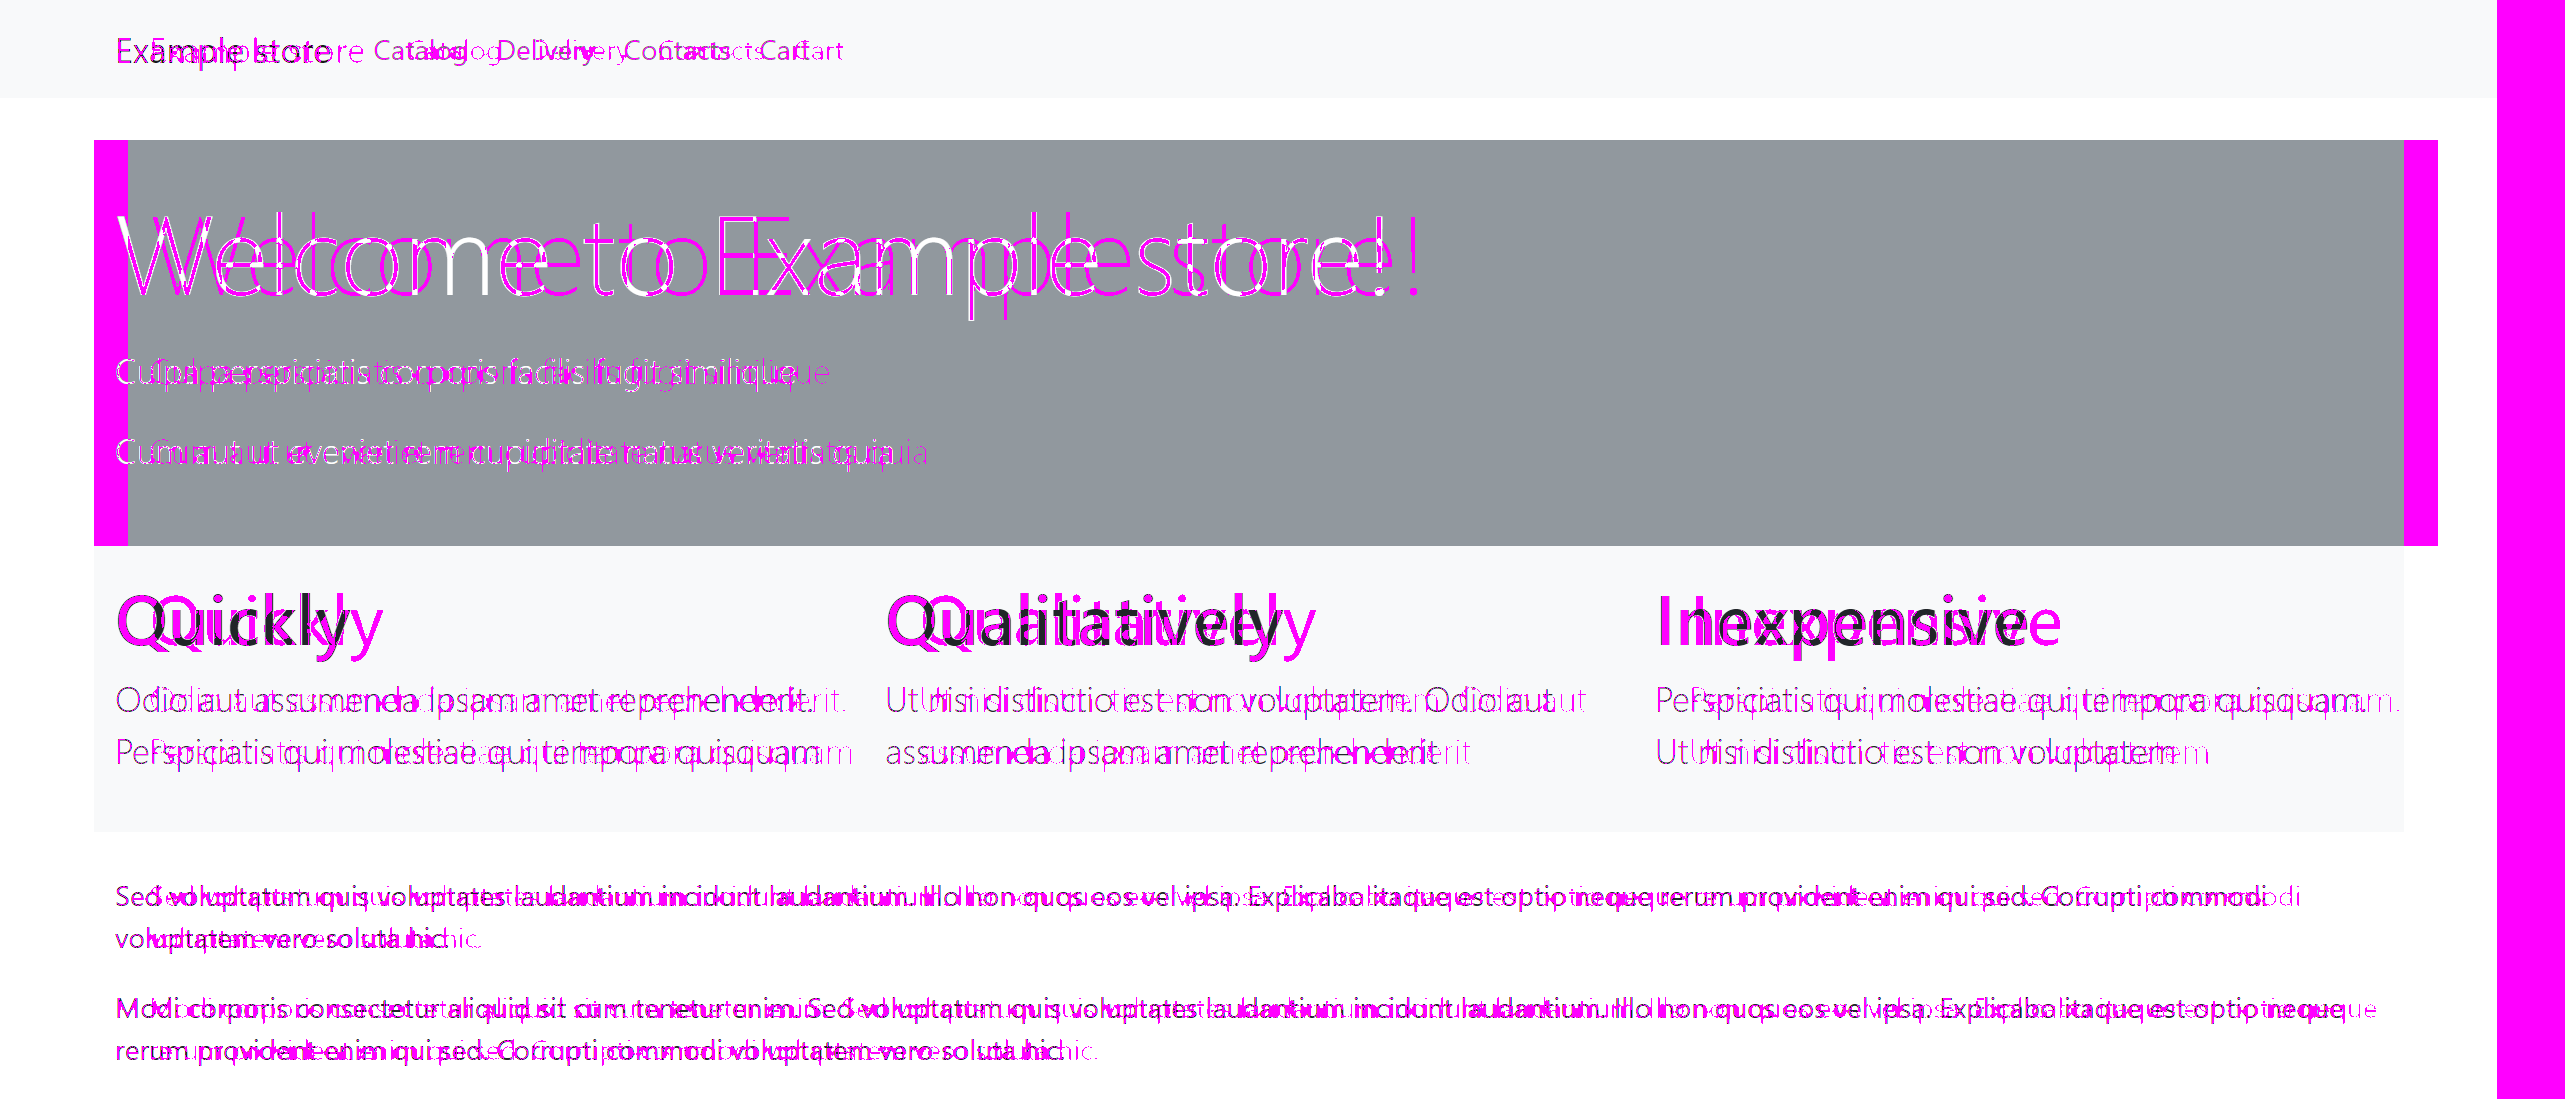 Example store Catalog Delivery Contacts Cart
Welcome to Example store!
Culpa perspiciatis corporis facilis fugit similique
Cum aut ut eveniet rem cupiditate natus veritatis quia
Quickly Qualitatively Inexpensive
Odio laut assumenda ipsam amet reprehenderit. Ut nisi distinctio est non voluptatem. Odio laut Perspiciatis qui molestiae qui tempora quisquam.
Perspiciatis qui molestiae qui tempora quisquam assumenda ipsam amet reprehenderit Ut nisi distinctio est non voluptatem
Sed voluptatum quis voluptates laudantium incidunt laudantium. Illo non quos eos vel ipsa. Explicabo itaque est optio neque rerum provident enim qui sed. Corrupti commodi
voluptatem vero soluta hic.
Modi corporis consectetur aliquid sit cum tenetur enim. Sed voluptatum quis voluptates laudantium incidunt laudantium. Illo non quos eos vel ipsa. Explicabo itaque est optio neque
rerum provident enim qui sed. Corrupti commodi voluptatem vero soluta hic.